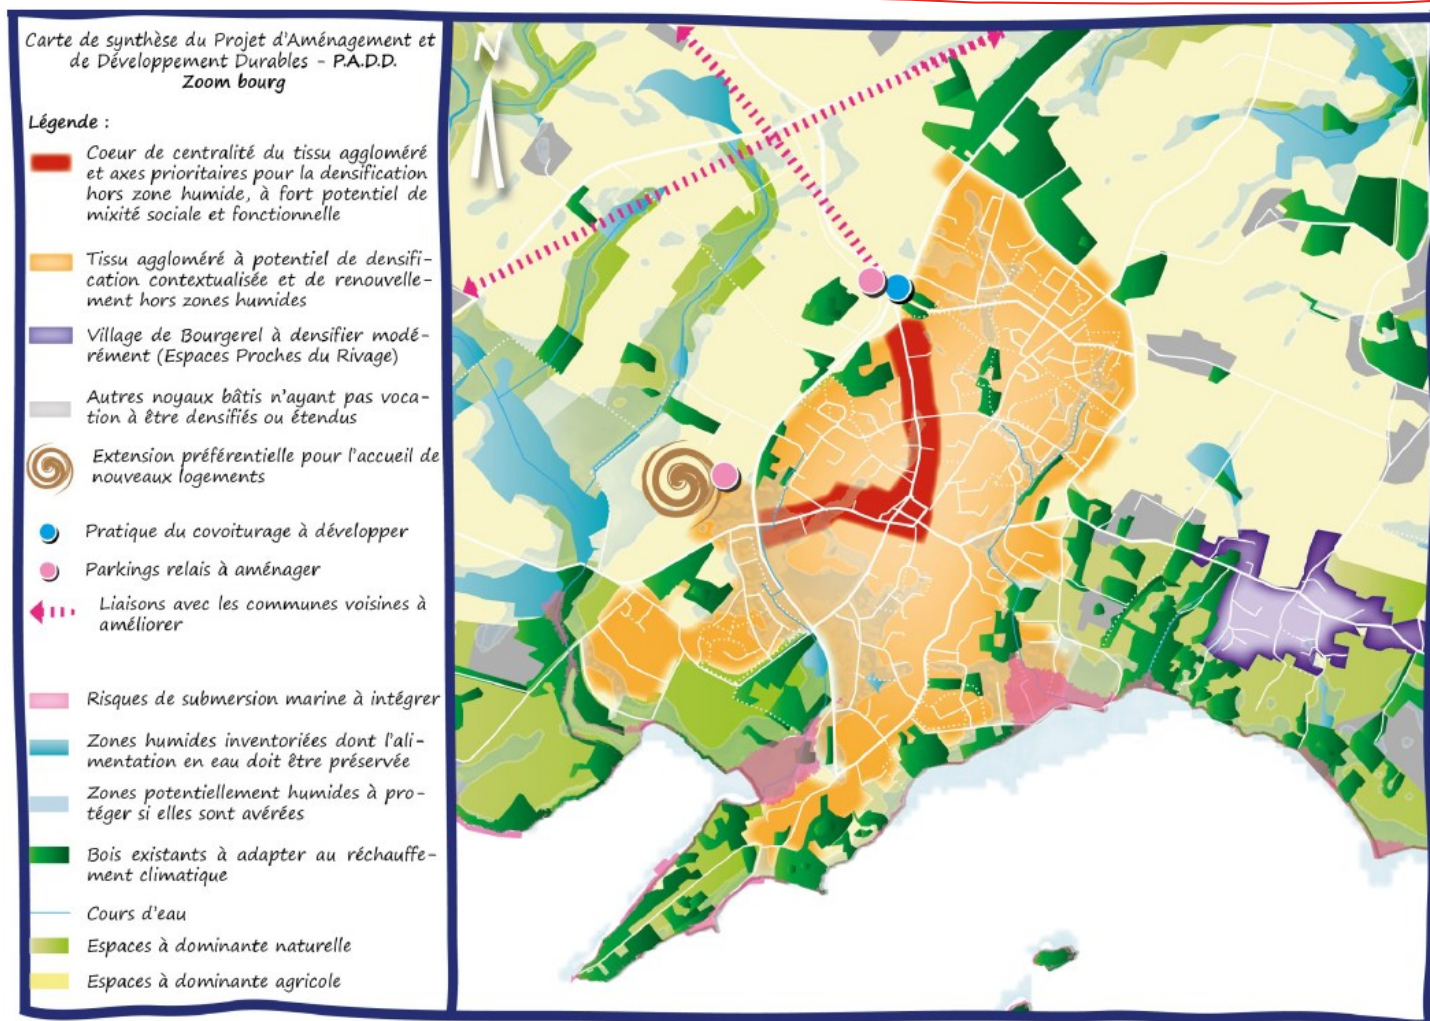 Carte de synthèse du Projet d'Aménagement et
de Développement Durables - P.A.D.D.
Zoom bourg
Légende :
Coeur de centralité du tissu aggloméré
et axes prioritaires pour la densification
hors zone humide, à fort potentiel de
mixité sociale et fonctionnelle
Tissu aggloméré à potentiel de densifi-
cation contextualisée et de renouvelle-
ment hors zones humides
Village de Bourgerel à densifier modé-
rément (Espaces Proches du Rivage)
Autres noyaux bâtis n'ayant pas voca-
tion à être densifiés ou étendus
Extension préférentielle pour l'accueil de
nouveaux logements
Pratique du covoiturage à développer
Parkings relais à aménager
Liaisons avec les communes voisines à
améliorer
Risques de submersion marine à intégrer
Zones humides inventoriées dont l'ali-
mentation en eau doit être préservée
Zones potentiellement humides à pro-
téger si elles sont avérées
Bois existants à adapter au réchauffe-
ment climatique
Cours d'eau
Espaces à dominante naturelle
Espaces à dominante agricole
N